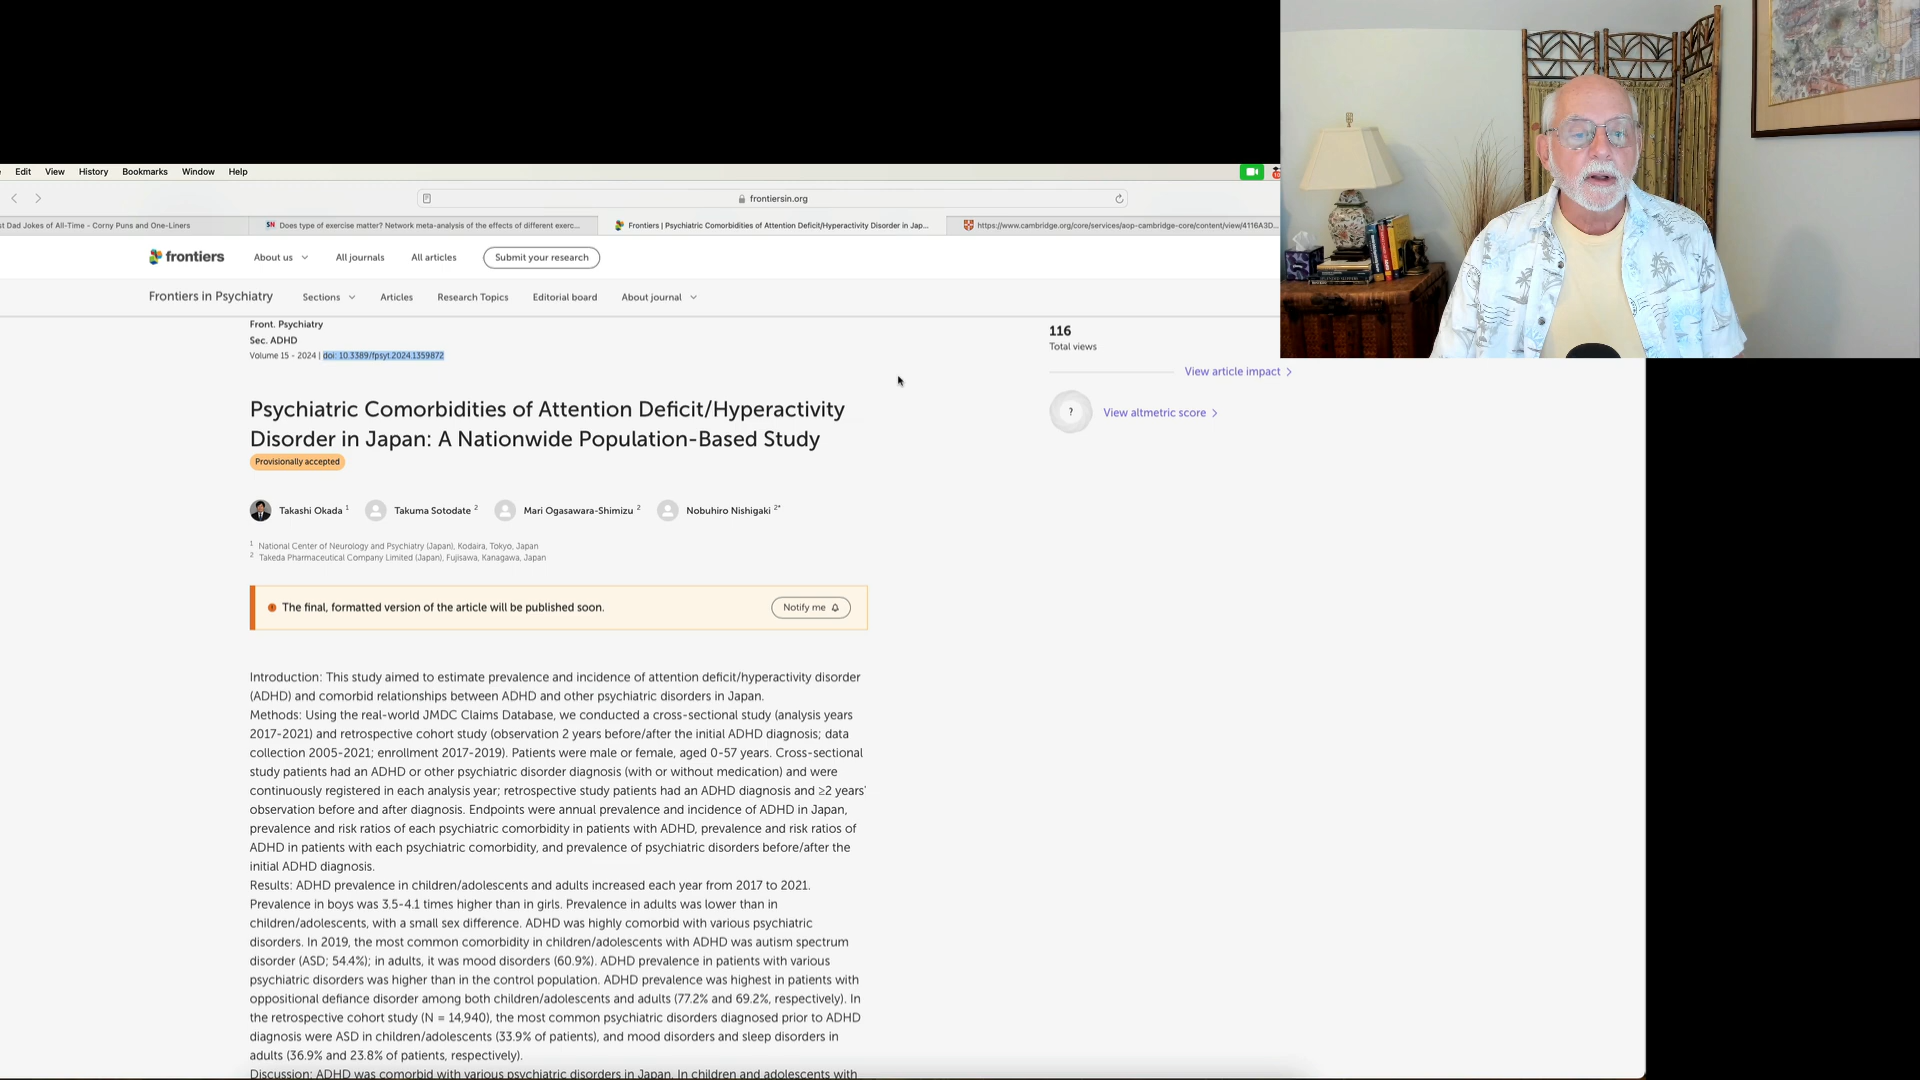 Edit View History Bookmarks Window Help
frontiersin.org
st Dad Jokes of All-Time - Corny Puns and One-Liners
SN Does type of exercise matter? Network meta-analysis of the effects of different exerc...
Frontiers | Psychiatric Comorbidities of Attention Deficit/Hyperactivity Disorder in Jap...
https://www.cambridge.org/core/services/aop-cambridge-core/content/view/4116A3D...
frontiers About us All journals All articles Submit your research
Frontiers in Psychiatry Sections Articles Research Topics Editorial board About journal
Front. Psychiatry
Sec. ADHD
Volume 15 - 2024 | doi: 10.3389/fpsyt.2024.1359872
116
Total views
View article impact
? View altmetric score
Psychiatric Comorbidities of Attention Deficit/Hyperactivity
Disorder in Japan: A Nationwide Population-Based Study
Provisionally accepted
Takashi Okada 1 Takuma Sotodate 2 Mari Ogasawara-Shimizu 2 Nobuhiro Nishigaki 2*
1 National Center of Neurology and Psychiatry (Japan), Kodaira, Tokyo, Japan
2 Takeda Pharmaceutical Company Limited (Japan), Fujisawa, Kanagawa, Japan
The final, formatted version of the article will be published soon. Notify me
Introduction: This study aimed to estimate prevalence and incidence of attention deficit/hyperactivity disorder
(ADHD) and comorbid relationships between ADHD and other psychiatric disorders in Japan.
Methods: Using the real-world JMDC Claims Database, we conducted a cross-sectional study (analysis years
2017-2021) and retrospective cohort study (observation 2 years before/after the initial ADHD diagnosis; data
collection 2005-2021; enrollment 2017-2019). Patients were male or female, aged 0-57 years. Cross-sectional
study patients had an ADHD or other psychiatric disorder diagnosis (with or without medication) and were
continuously registered in each analysis year; retrospective study patients had an ADHD diagnosis and ≥2 years'
observation before and after diagnosis. Endpoints were annual prevalence and incidence of ADHD in Japan,
prevalence and risk ratios of each psychiatric comorbidity in patients with ADHD, prevalence and risk ratios of
ADHD in patients with each psychiatric comorbidity, and prevalence of psychiatric disorders before/after the
initial ADHD diagnosis.
Results: ADHD prevalence in children/adolescents and adults increased each year from 2017 to 2021.
Prevalence in boys was 3.5-4.1 times higher than in girls. Prevalence in adults was lower than in
children/adolescents, with a small sex difference. ADHD was highly comorbid with various psychiatric
disorders. In 2019, the most common comorbidity in children/adolescents with ADHD was autism spectrum
disorder (ASD; 54.4%); in adults, it was mood disorders (60.9%). ADHD prevalence in patients with various
psychiatric disorders was higher than in the control population. ADHD prevalence was highest in patients with
oppositional defiance disorder among both children/adolescents and adults (77.2% and 69.2%, respectively). In
the retrospective cohort study (N = 14,940), the most common psychiatric disorders diagnosed prior to ADHD
diagnosis were ASD in children/adolescents (33.9% of patients), and mood disorders and sleep disorders in
adults (36.9% and 23.8% of patients, respectively).
Discussion: ADHD was comorbid with various psychiatric disorders in Japan. In children and adolescents with